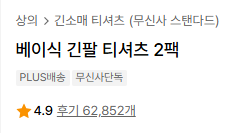 상의 > 긴소매 티셔츠 (무신사 스탠다드)
베이식 긴팔 티셔츠 2팩
PLUS배송 무신사단독
4.9 후기 62,852개